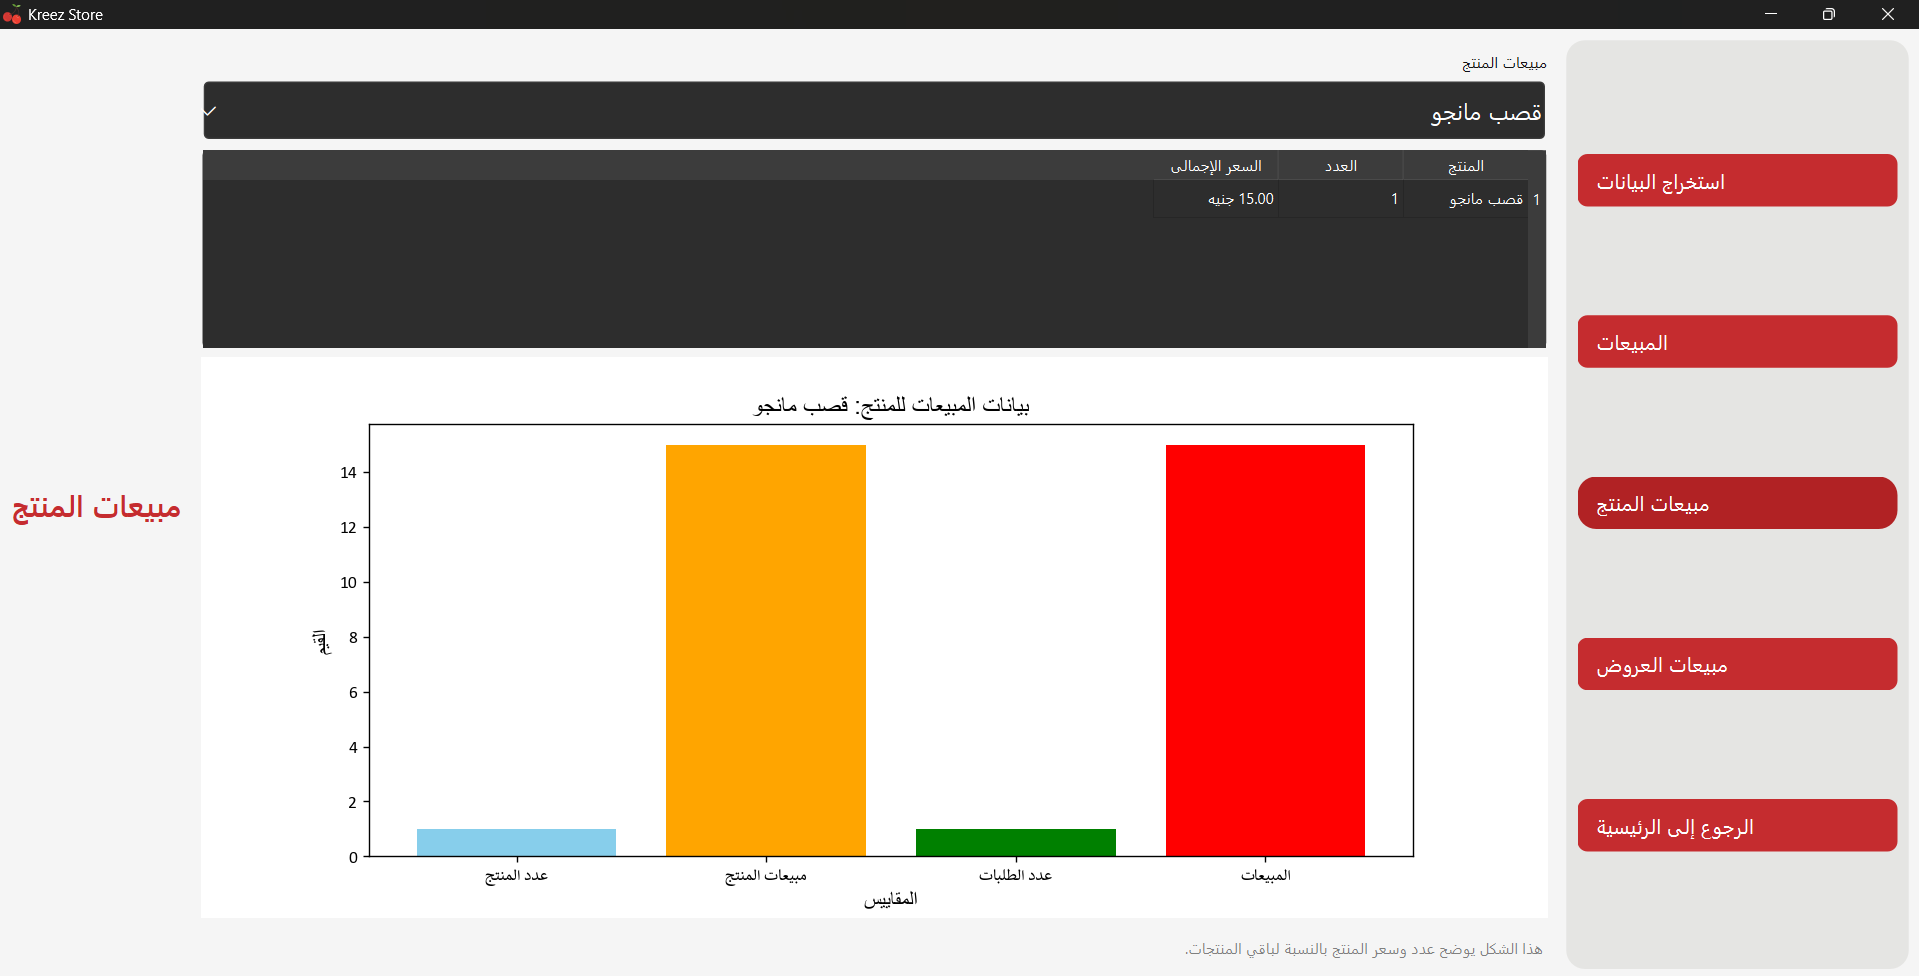 Kreez Store
مبيعات المنتج
قصب مانجو
المنتج العدد السعر الإجمالى
1 قصب مانجو 1 15.00 جنيه
استخراج البيانات
المبيعات
مبيعات المنتج
مبيعات العروض
الرجوع إلى الرئيسية
مبيعات المنتج
بيانات المبيعات للمنتج: قصب مانجو
القيم
14
12
10
8
6
4
2
0
عدد المنتج مبيعات المنتج عدد الطلبات المبيعات
المقاييس
هذا الشكل يوضح عدد وسعر المنتج بالنسبة لباقي المنتجات.